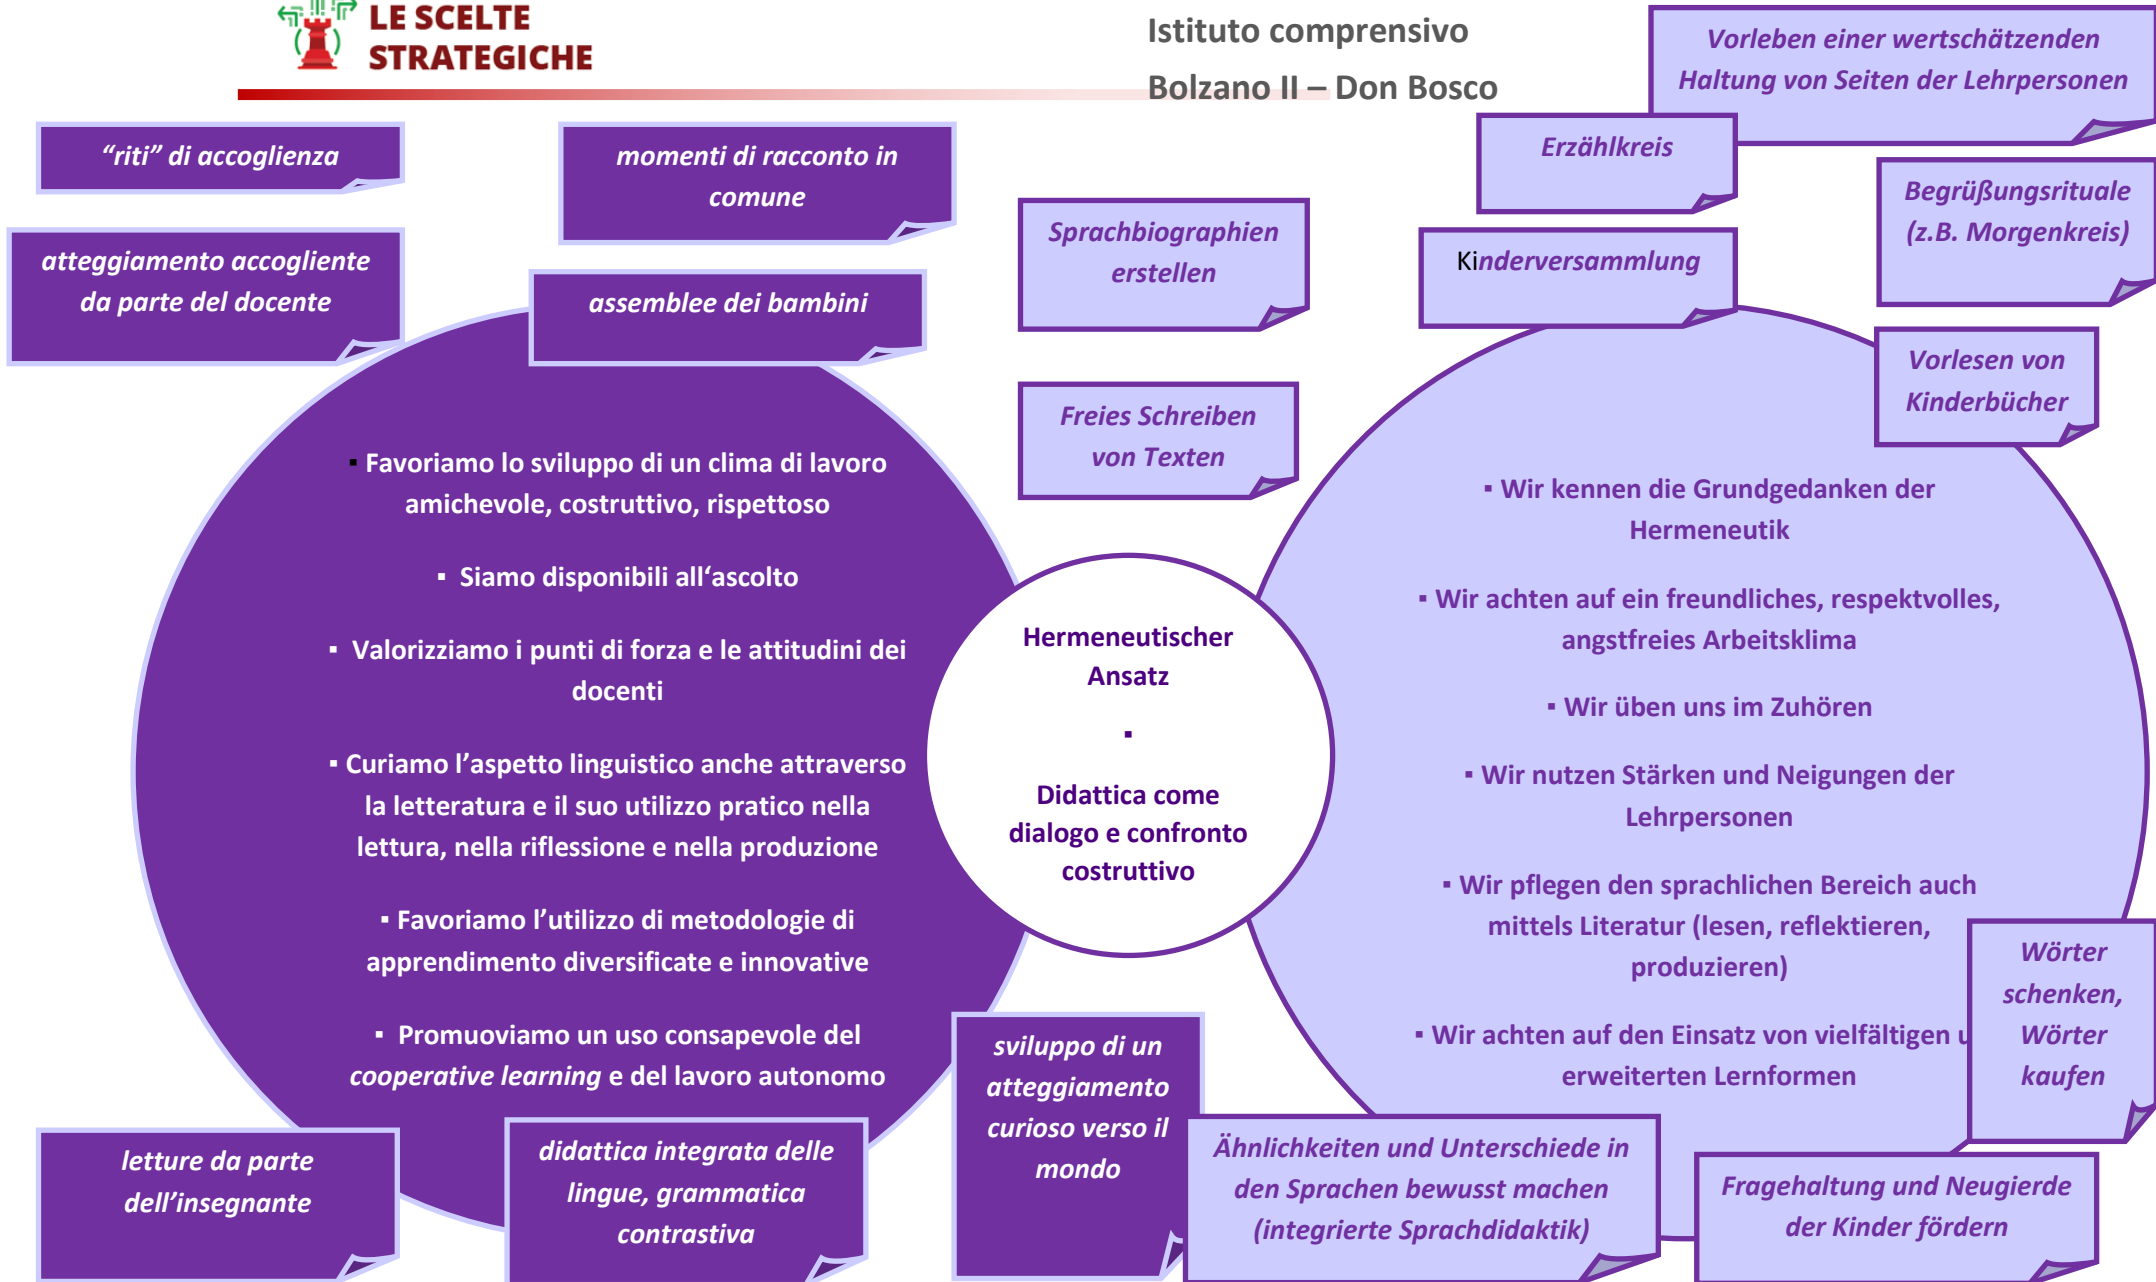 LE SCELTE
STRATEGICHE
Istituto comprensivo
Bolzano II – Don Bosco
Vorleben einer wertschätzenden
Haltung von Seiten der Lehrpersonen
"riti" di accoglienza
momenti di racconto in
comune
Erzählkreis
Begrüßungsrituale
(z.B. Morgenkreis)
atteggiamento accogliente
da parte del docente
assemblee dei bambini
Sprachbiographien
erstellen
Kinderversammlung
Vorlesen von
Kinderbücher
Freies Schreiben
von Texten
▪ Favoriamo lo sviluppo di un clima di lavoro
amichevole, costruttivo, rispettoso
▪ Siamo disponibili all‘ascolto
▪ Valorizziamo i punti di forza e le attitudini dei
docenti
▪ Curiamo l’aspetto linguistico anche attraverso
la letteratura e il suo utilizzo pratico nella
lettura, nella riflessione e nella produzione
▪ Favoriamo l’utilizzo di metodologie di
apprendimento diversificate e innovative
▪ Promuoviamo un uso consapevole del
cooperative learning e del lavoro autonomo
Hermeneutischer
Ansatz
▪
Didattica come
dialogo e confronto
costruttivo
▪ Wir kennen die Grundgedanken der
Hermeneutik
▪ Wir achten auf ein freundliches, respektvolles,
angstfreies Arbeitsklima
▪ Wir üben uns im Zuhören
▪ Wir nutzen Stärken und Neigungen der
Lehrpersonen
▪ Wir pflegen den sprachlichen Bereich auch
mittels Literatur (lesen, reflektieren,
produzieren)
▪ Wir achten auf den Einsatz von vielfältigen
erweiterten Lernformen
Wörter
schenken,
Wörter
kaufen
letture da parte
dell’insegnante
didattica integrata delle
lingue, grammatica
contrastiva
sviluppo di un
atteggiamento
curioso verso il
mondo
Ähnlichkeiten und Unterschiede in
den Sprachen bewusst machen
(integrierte Sprachdidaktik)
Fragehaltung und Neugierde
der Kinder fördern